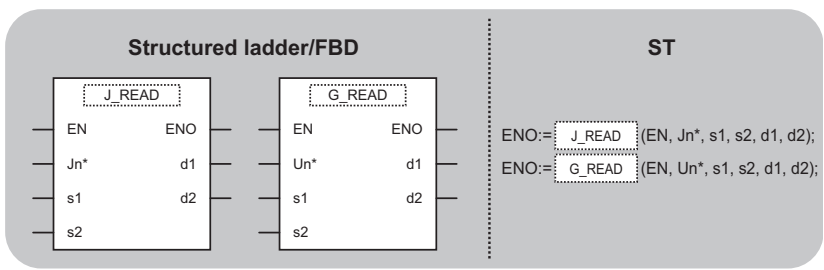 Structured ladder/FBD
ST
J_READ
EN ENO
Jn* d1
s1 d2
s2
G_READ
EN ENO
Un* d1
s1 d2
s2
ENO:= J_READ (EN, Jn*, s1, s2, d1, d2);
ENO:= G_READ (EN, Un*, s1, s2, d1, d2);